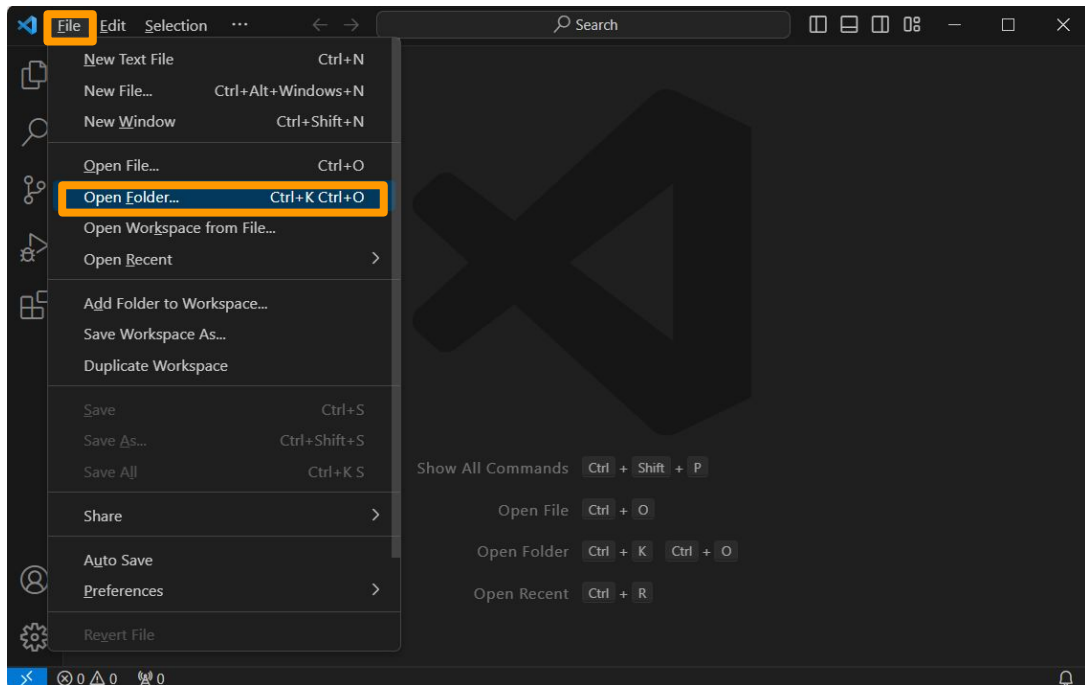 File Edit Selection ··· Search
New Text File Ctrl+N
New File... Ctrl+Alt+Windows+N
New Window Ctrl+Shift+N
Open File... Ctrl+O
Open Folder... Ctrl+K Ctrl+O
Open Workspace from File...
Open Recent
Add Folder to Workspace...
Save Workspace As...
Duplicate Workspace
Save Ctrl+S
Save As... Ctrl+Shift+S
Save All Ctrl+K S
Share
Auto Save
Preferences
Revert File
Show All Commands Ctrl + Shift + P
Open File Ctrl + O
Open Folder Ctrl + K Ctrl + O
Open Recent Ctrl + R
0 0 0